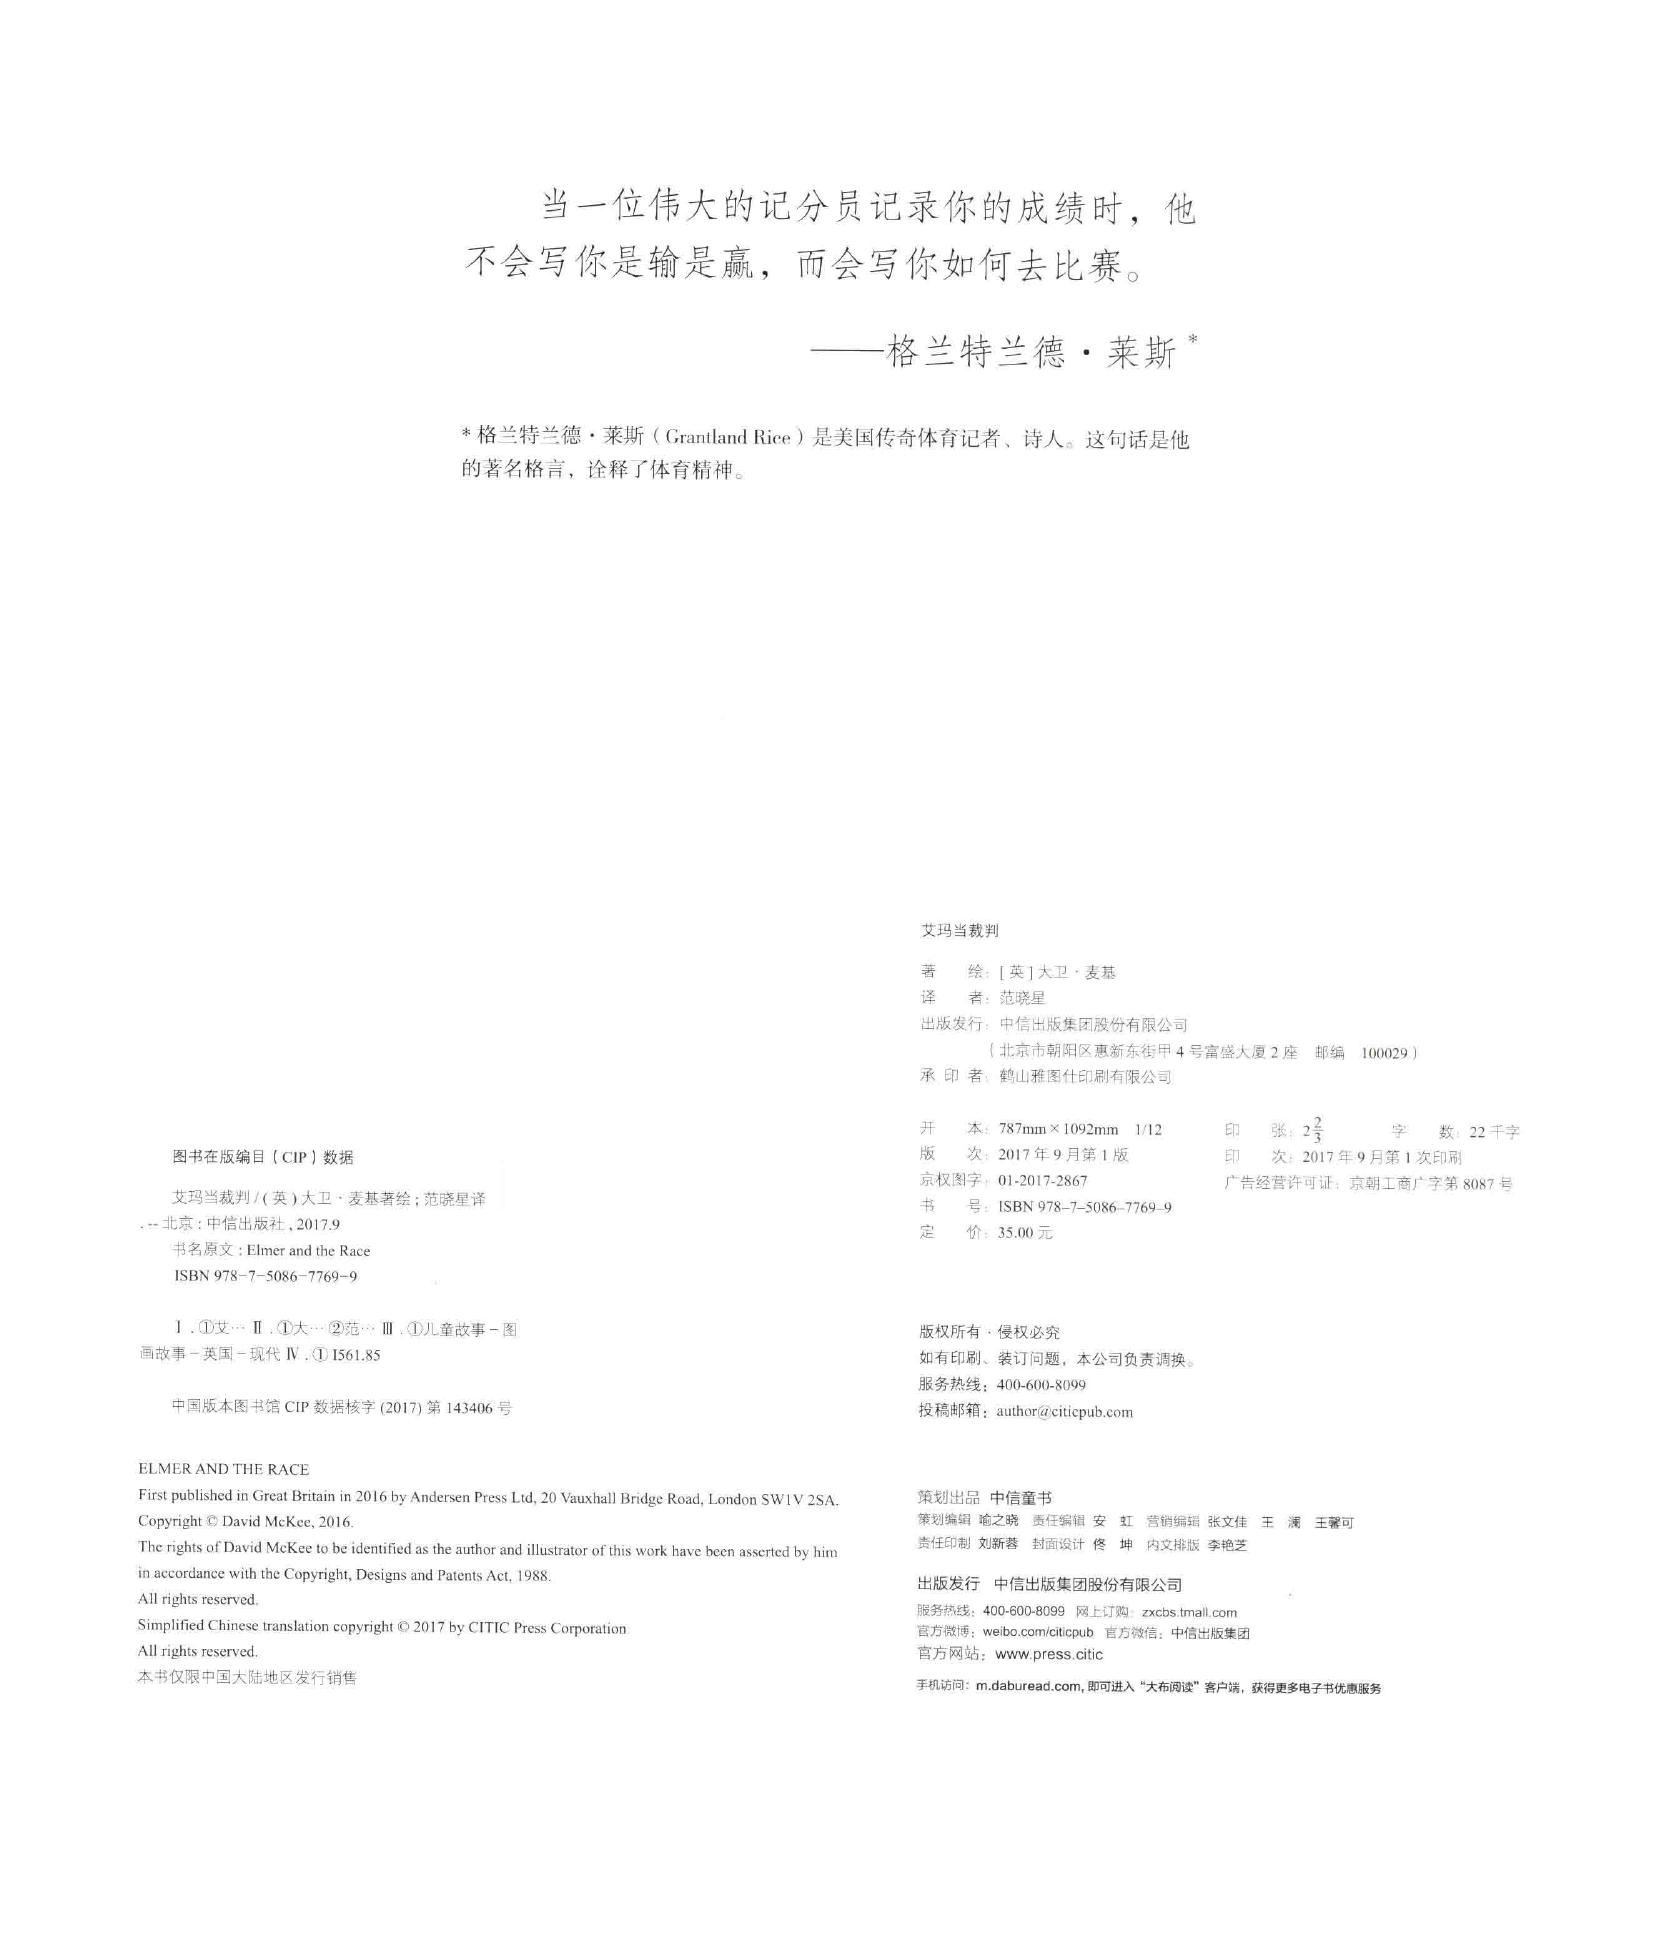 当一位伟大的记分员记录你的成绩时，他
不会写你是输是赢，而会写你如何去比赛。
——格兰特兰德·莱斯*
*格兰特兰德·莱斯（Grantland Rice）是美国传奇体育记者、诗人。这句话是他
的著名格言，诠释了体育精神。
图书在版编目（CIP）数据
艾玛当裁判/(英)大卫·麦基著绘;范晓星译
.--北京:中信出版社,2017.9
书名原文:Elmer and the Race
ISBN 978-7-5086-7769-9
Ⅰ.①艾… Ⅱ.①大…②范… Ⅲ.①儿童故事-图
画故事-英国-现代 Ⅳ.①I561.85
中国版本图书馆 CIP 数据核字 (2017) 第 143406 号
ELMER AND THE RACE
First published in Great Britain in 2016 by Andersen Press Ltd, 20 Vauxhall Bridge Road, London SW1V 2SA.
Copyright © David McKee, 2016.
The rights of David McKee to be identified as the author and illustrator of this work have been asserted by him
in accordance with the Copyright, Designs and Patents Act, 1988.
All rights reserved.
Simplified Chinese translation copyright © 2017 by CITIC Press Corporation
All rights reserved.
本书仅限中国大陆地区发行销售
艾玛当裁判
著 绘：[英]大卫·麦基
译 者：范晓星
出版发行：中信出版集团股份有限公司
（北京市朝阳区惠新东街甲 4 号富盛大厦 2 座 邮编 100029）
承 印 者：鹤山雅图仕印刷有限公司
开 本：787mm×1092mm 1/12 印 张：2 2/3 字 数：22 千字
版 次：2017 年 9 月第 1 版 印 次：2017 年 9 月第 1 次印刷
京权图字：01-2017-2867 广告经营许可证：京朝工商广字第 8087 号
书 号：ISBN 978-7-5086-7769-9
定 价：35.00 元
版权所有·侵权必究
如有印刷、装订问题，本公司负责调换。
服务热线：400-600-8099
投稿邮箱：author@citicpub.com
策划出品 中信童书
策划编辑 喻之晓 责任编辑 安 虹 营销编辑 张文佳 王 澜 王馨可
责任印制 刘新蓉 封面设计 佟 坤 内文排版 李艳芝
出版发行 中信出版集团股份有限公司
服务热线：400-600-8099 网上订购：zxcbs.tmall.com
官方微博：weibo.com/citicpub 官方微信：中信出版集团
官方网站：www.press.citic
手机访问：m.daburead.com, 即可进入“大布阅读”客户端，获得更多电子书优惠服务